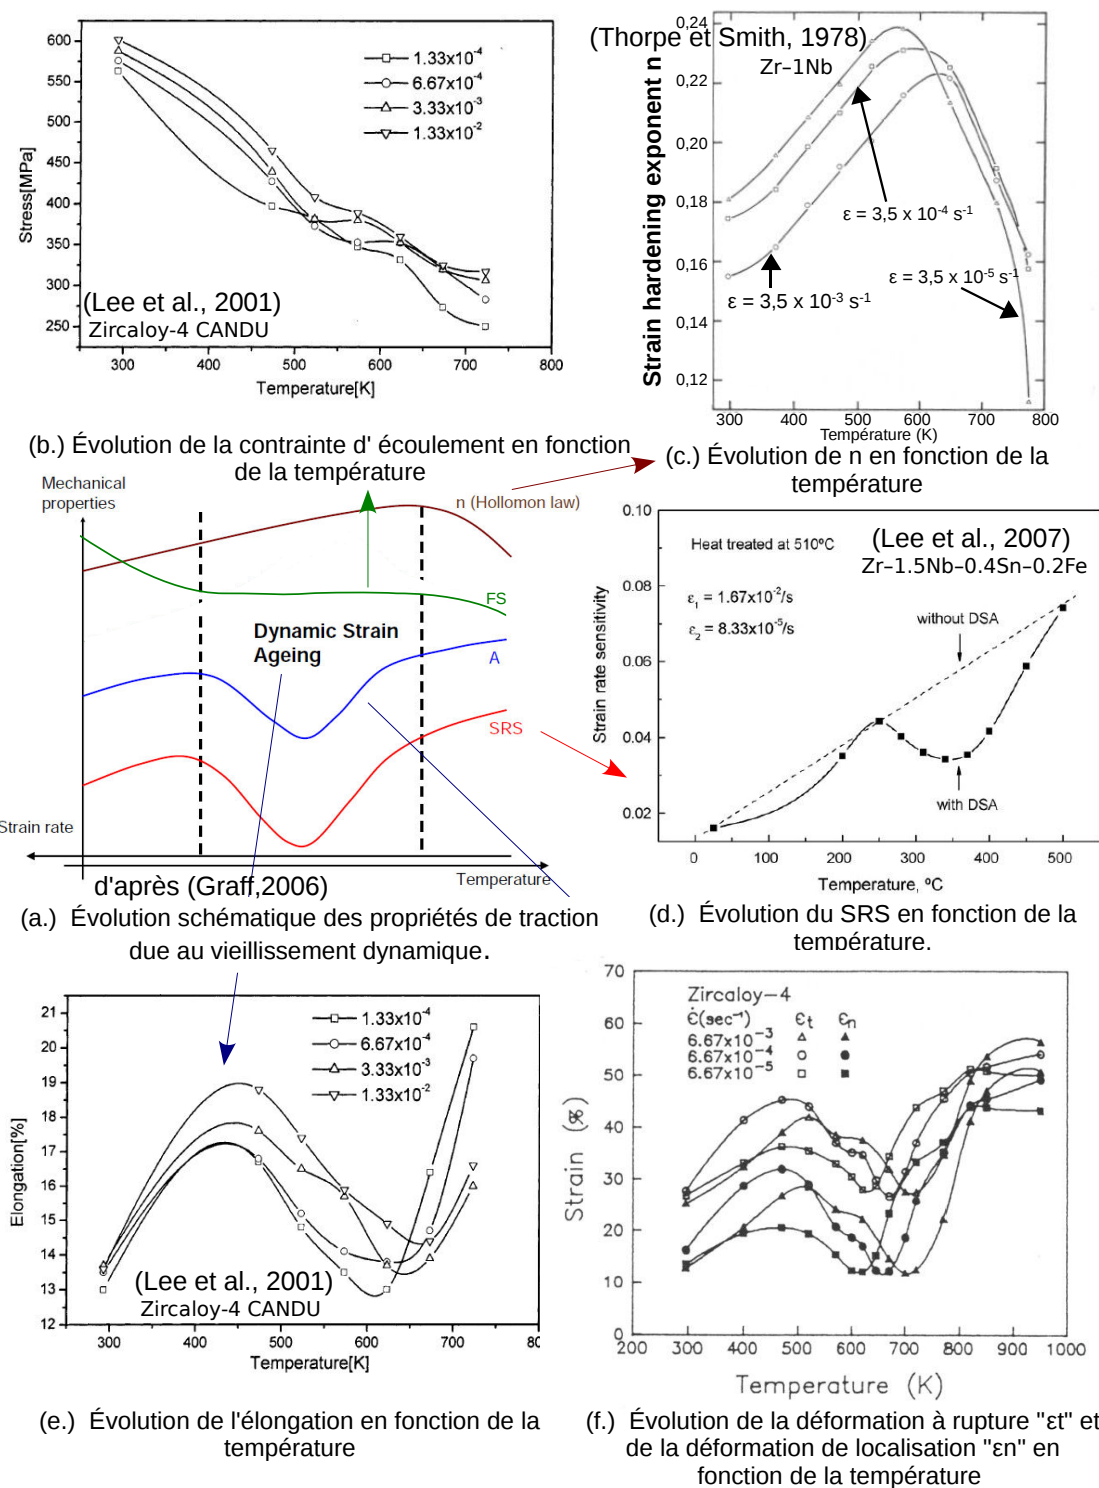 600
550
500
450
400
350
300
250
Stress[MPa]
1.33x10⁻⁴
6.67x10⁻⁴
3.33x10⁻³
1.33x10⁻²
(Lee et al., 2001)
Zircaloy-4 CANDU
300 400 500 600 700 800
Temperature[K]
(b.) Évolution de la contrainte d' écoulement en fonction
de la température
0,24
0,22
0,20
0,18
0,16
0,14
0,12
Strain hardening exponent n
(Thorpe et Smith, 1978)
Zr–1Nb
ε = 3,5 x 10⁻⁴ s⁻¹
ε = 3,5 x 10⁻⁵ s⁻¹
ε = 3,5 x 10⁻³ s⁻¹
300 400 500 600 700 800
Température (K)
(c.) Évolution de n en fonction de la
température
Mechanical
properties
n (Hollomon law)
FS
Dynamic Strain
Ageing
A
SRS
Strain rate
Temperature
d'après (Graff,2006)
(a.) Évolution schématique des propriétés de traction
due au vieillissement dynamique.
0.10
0.08
0.06
0.04
0.02
Strain rate sensitivity
Heat treated at 510ºC
(Lee et al., 2007)
Zr–1.5Nb–0.4Sn–0.2Fe
ε₁ = 1.67x10⁻²/s
ε₂ = 8.33x10⁻⁵/s
without DSA
with DSA
0 100 200 300 400 500
Temperature, ºC
(d.) Évolution du SRS en fonction de la
température.
21
20
19
18
17
16
15
14
13
12
Elongation[%]
1.33x10⁻⁴
6.67x10⁻⁴
3.33x10⁻³
1.33x10⁻²
(Lee et al., 2001)
Zircaloy-4 CANDU
300 400 500 600 700 800
Temperature[K]
(e.) Évolution de l'élongation en fonction de la
température
70
60
50
40
30
20
10
0
Strain (%)
Zircaloy–4
ε̇(sec⁻¹) εt εn
6.67x10⁻³
6.67x10⁻⁴
6.67x10⁻⁵
200 300 400 500 600 700 800 900 1000
Temperature (K)
(f.) Évolution de la déformation à rupture "εt" et
de la déformation de localisation "εn" en
fonction de la température